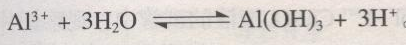 Al³⁺ + 3H₂O ⇌ Al(OH)₃ + 3H⁺。